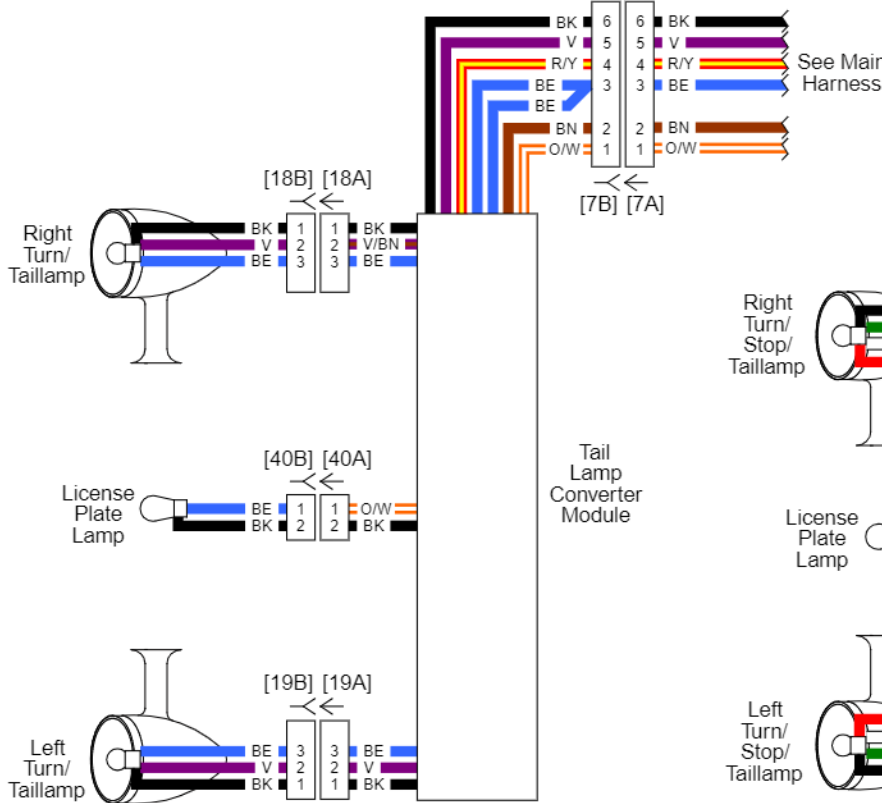 BK 6 6 BK
V 5 5 V
R/Y 4 4 R/Y See Main
BE 3 3 BE Harness
BE
BN 2 2 BN
O/W 1 1 O/W
[7B] [7A]
[18B] [18A]
Right
Turn/
Taillamp
BK 1 1 BK
V 2 2 V/BN
BE 3 3 BE
Right
Turn/
Stop/
Taillamp
[40B] [40A]
License
Plate
Lamp
BE 1 1 O/W
BK 2 2 BK
Tail
Lamp
Converter
Module
License
Plate
Lamp
[19B] [19A]
Left
Turn/
Taillamp
BE 3 3 BE
V 2 2 V
BK 1 1 BK
Left
Turn/
Stop/
Taillamp